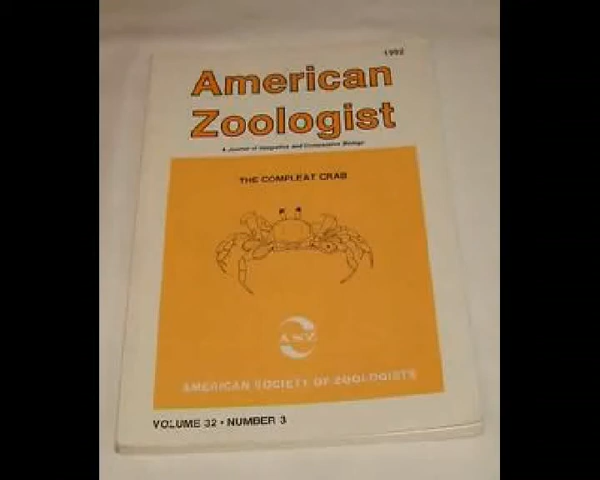 1992
American
Zoologist
A Journal of Integrative and Comparative Biology
THE COMPLEAT CRAB
ASZ
AMERICAN SOCIETY OF ZOOLOGISTS
VOLUME 32 • NUMBER 3